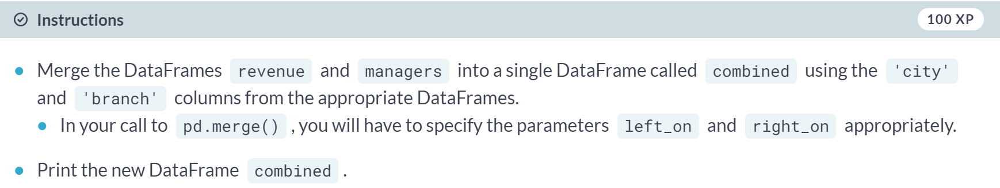 Instructions 100 XP
Merge the DataFrames revenue and managers into a single DataFrame called combined using the 'city'
and 'branch' columns from the appropriate DataFrames.
In your call to pd.merge() , you will have to specify the parameters left_on and right_on appropriately.
Print the new DataFrame combined .